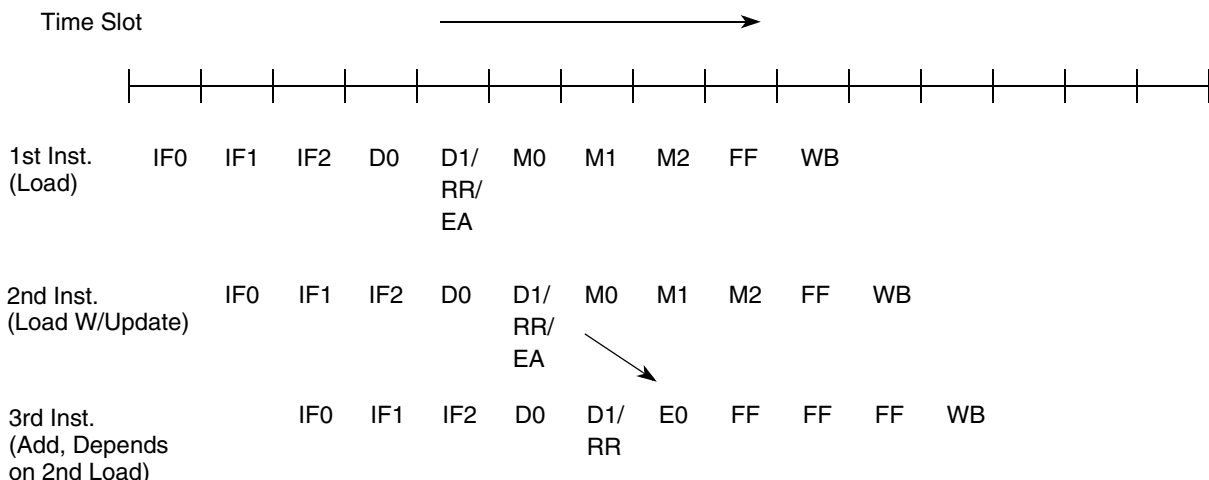 Time Slot
1st Inst. IF0 IF1 IF2 D0 D1/ M0 M1 M2 FF WB
(Load) RR/
EA
2nd Inst. IF0 IF1 IF2 D0 D1/ M0 M1 M2 FF WB
(Load W/Update) RR/
EA
3rd Inst. IF0 IF1 IF2 D0 D1/ E0 FF FF FF WB
(Add, Depends RR
on 2nd Load)